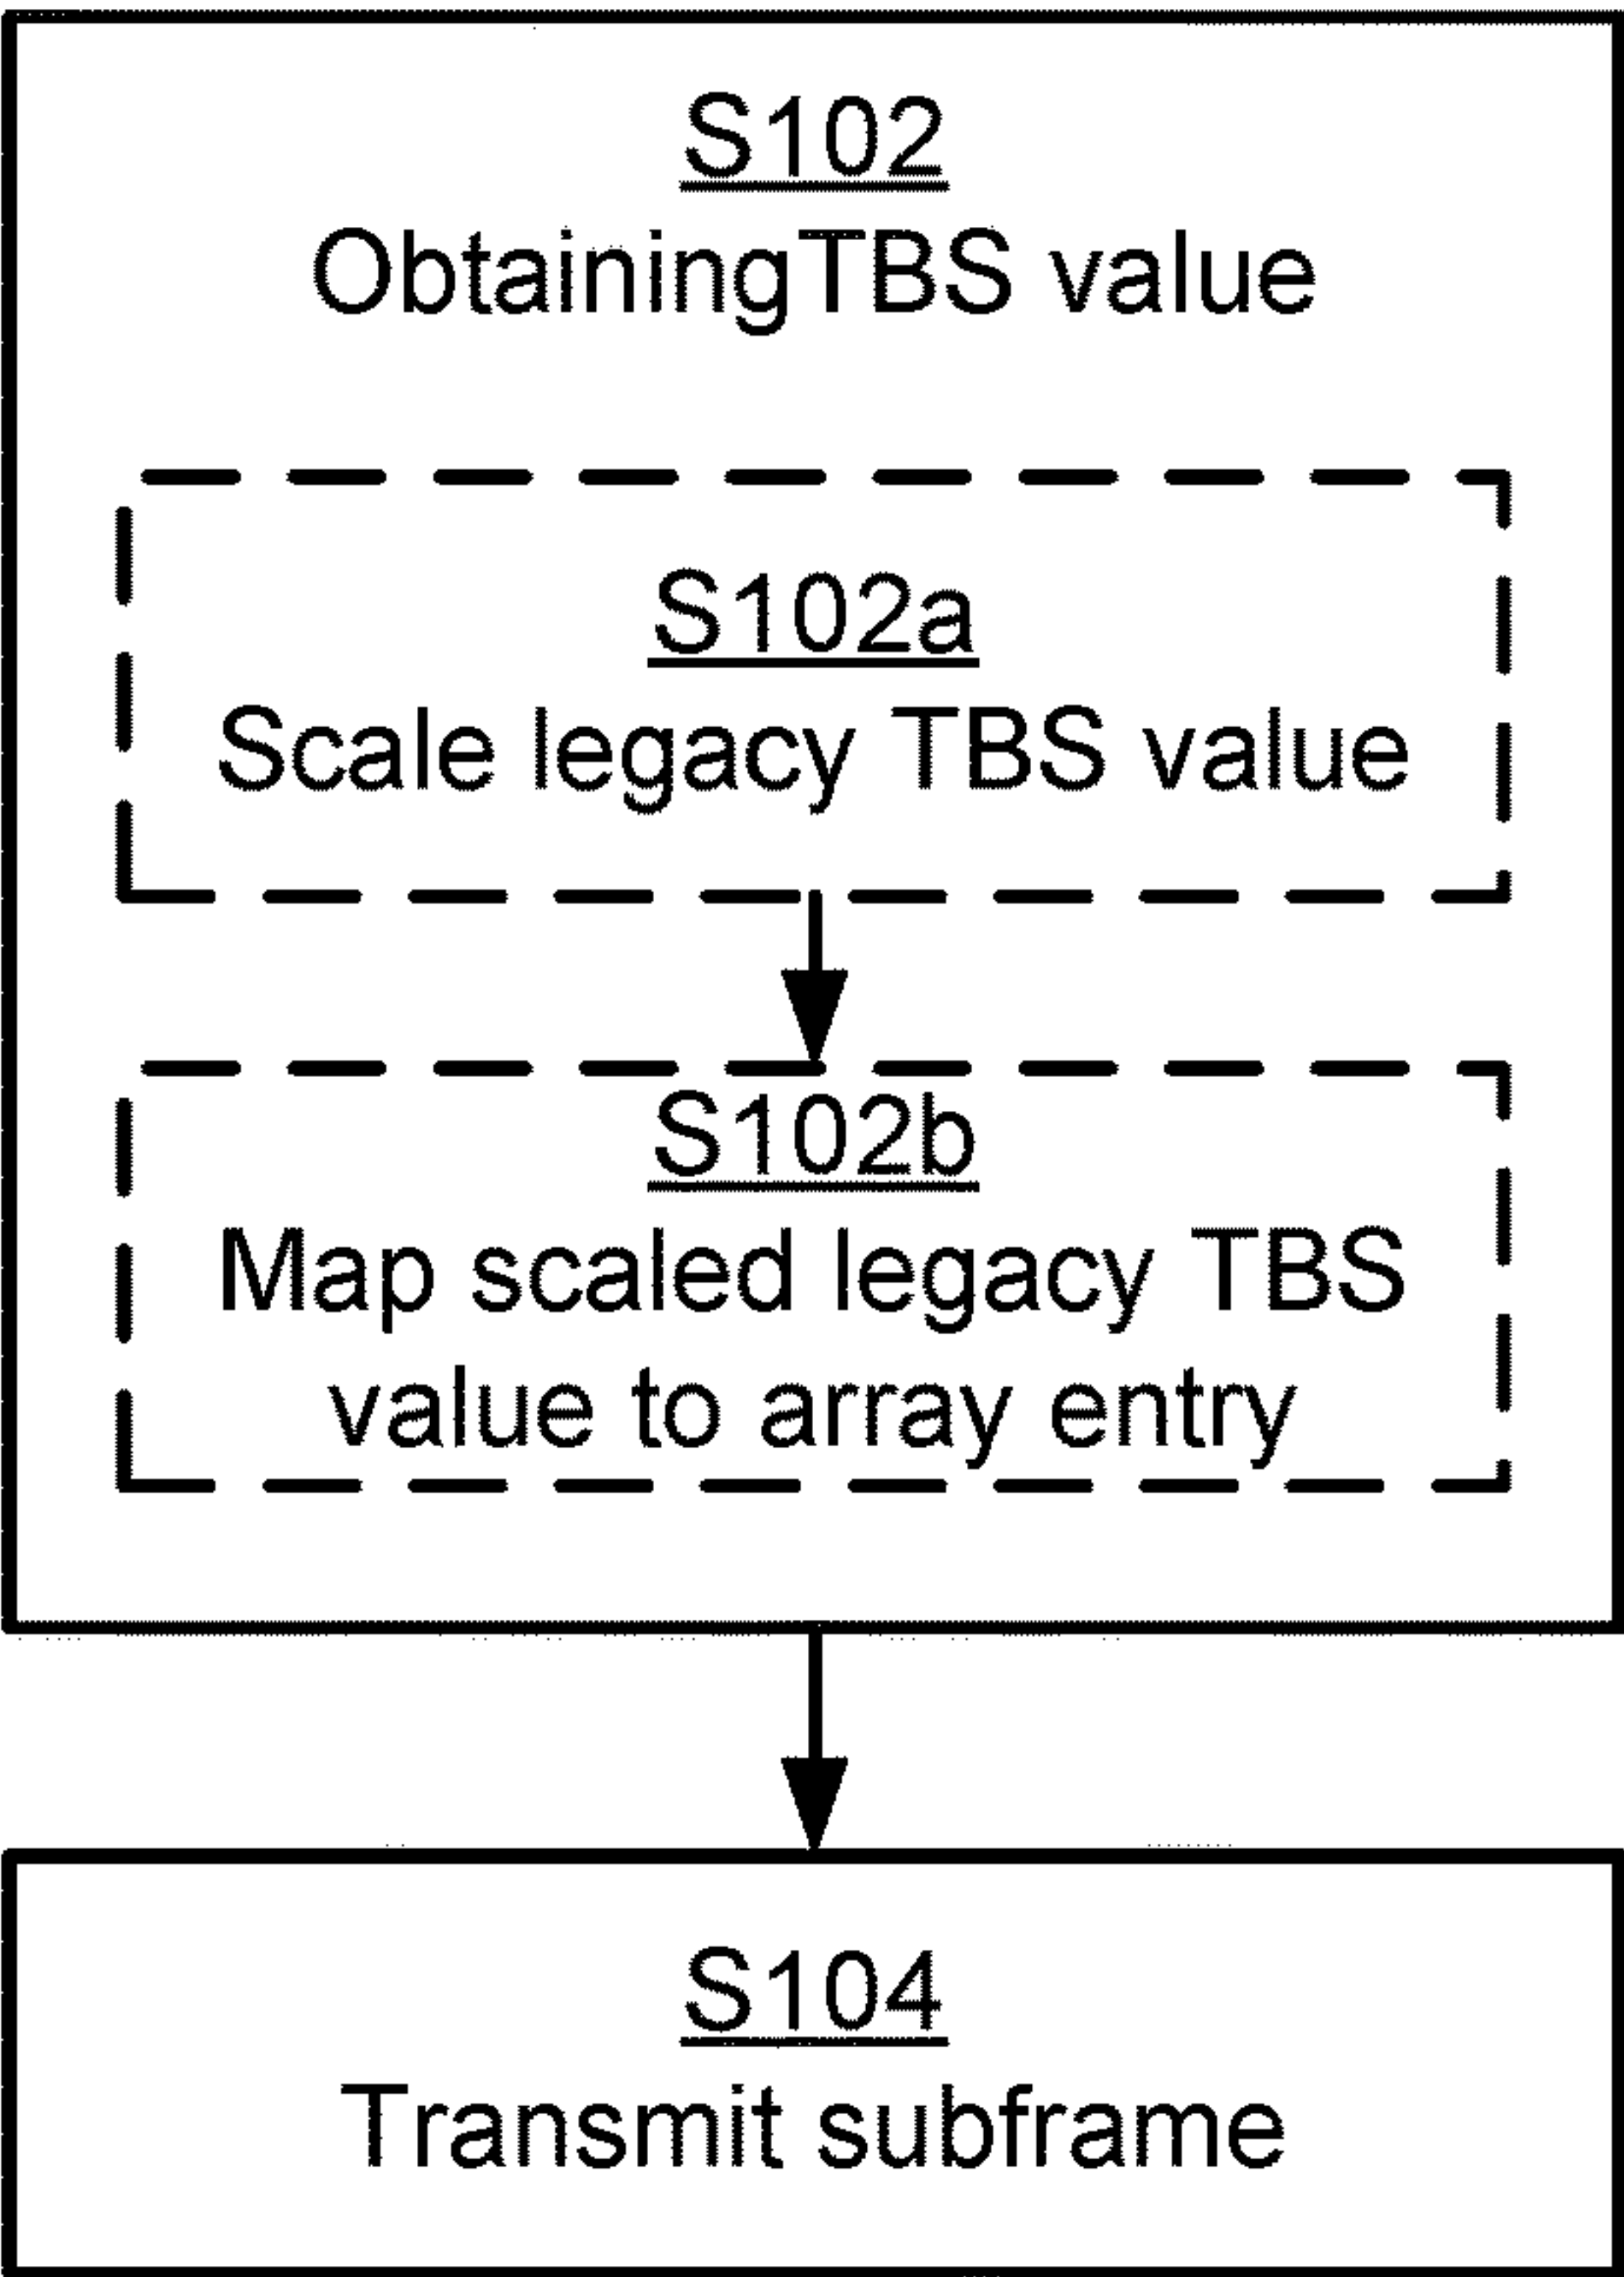 S102
ObtainingTBS value
S102a
Scale legacy TBS value
S102b
Map scaled legacy TBS
value to array entry
S104
Transmit subframe